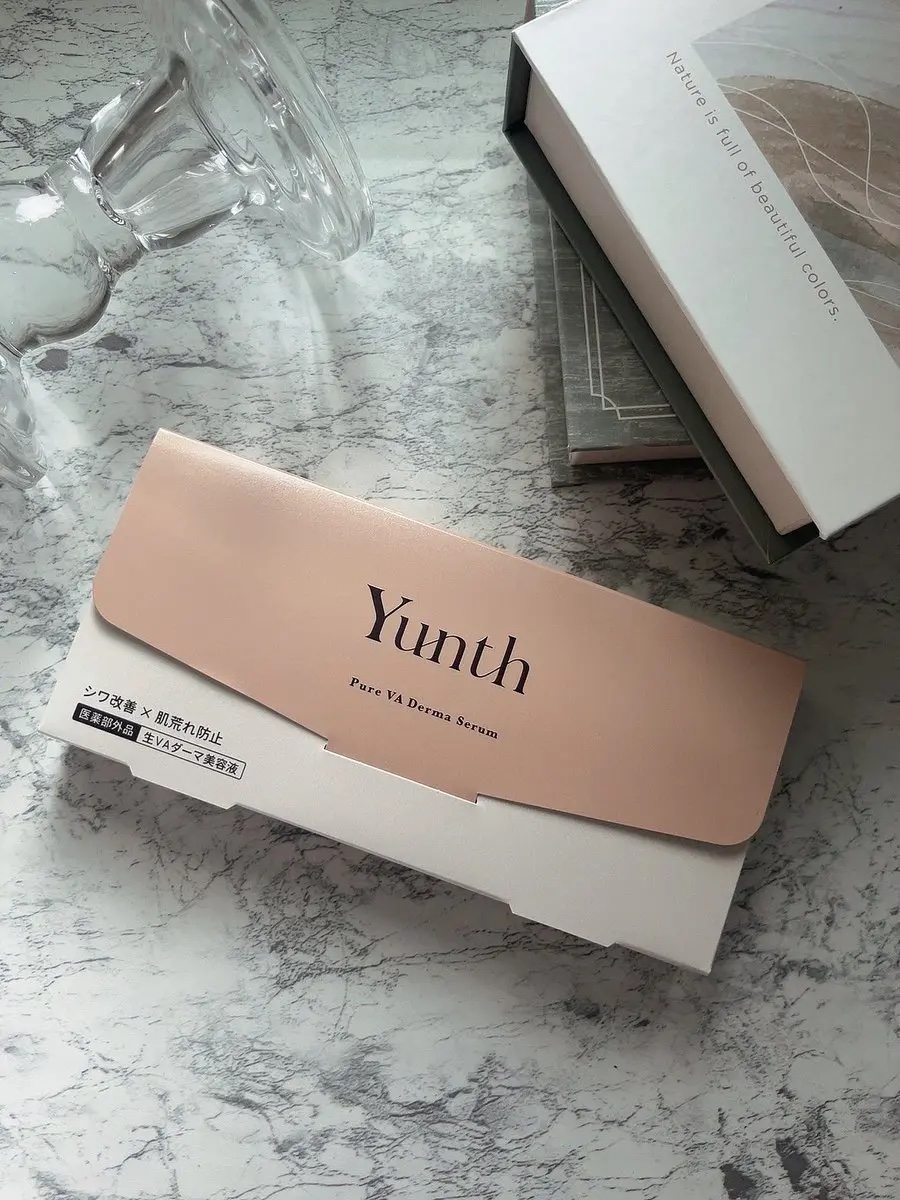 Nature is full of beautiful colors.
Yunth
Pure VA Derma Serum
シワ改善 × 肌荒れ防止
医薬部外品 生VAダーマ美容液